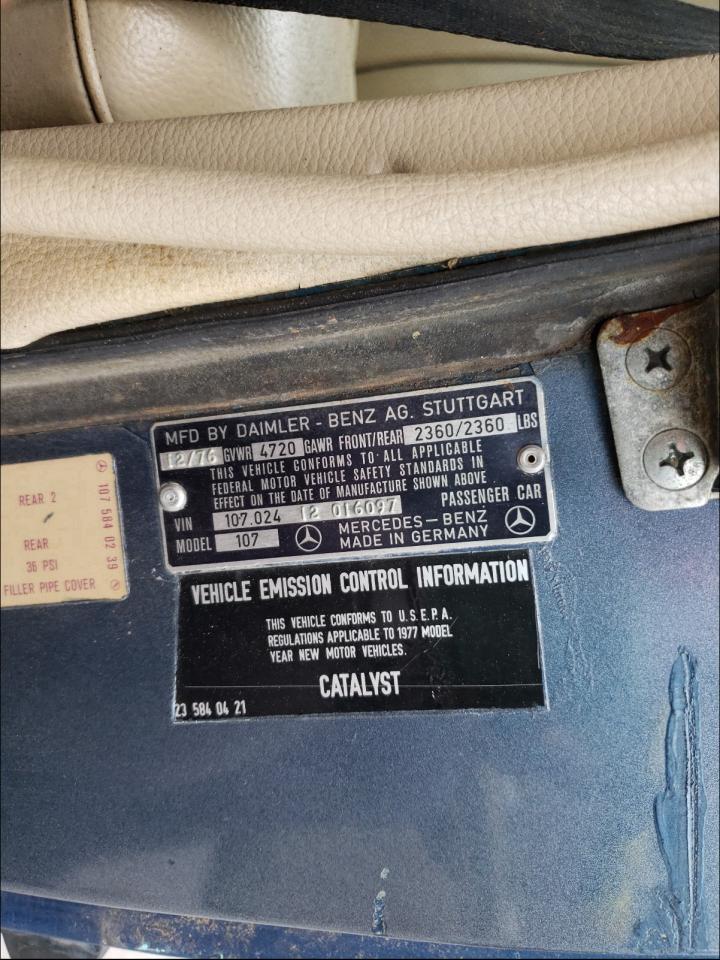 MFD BY DAIMLER - BENZ AG. STUTTGART
12/76 GVWR 4720 GAWR FRONT/REAR 2360/2360 LBS
THIS VEHICLE CONFORMS TO ALL APPLICABLE
FEDERAL MOTOR VEHICLE SAFETY STANDARDS IN
EFFECT ON THE DATE OF MANUFACTURE SHOWN ABOVE
VIN 107.024 12 016097 PASSENGER CAR
MODEL 107 MERCEDES-BENZ
MADE IN GERMANY
VEHICLE EMISSION CONTROL INFORMATION
THIS VEHICLE CONFORMS TO U.S.E.P.A.
REGULATIONS APPLICABLE TO 1977 MODEL
YEAR NEW MOTOR VEHICLES.
CATALYST
23 584 04 21
REAR 2
REAR
36 PSI
FILLER PIPE COVER
107 584 02 39